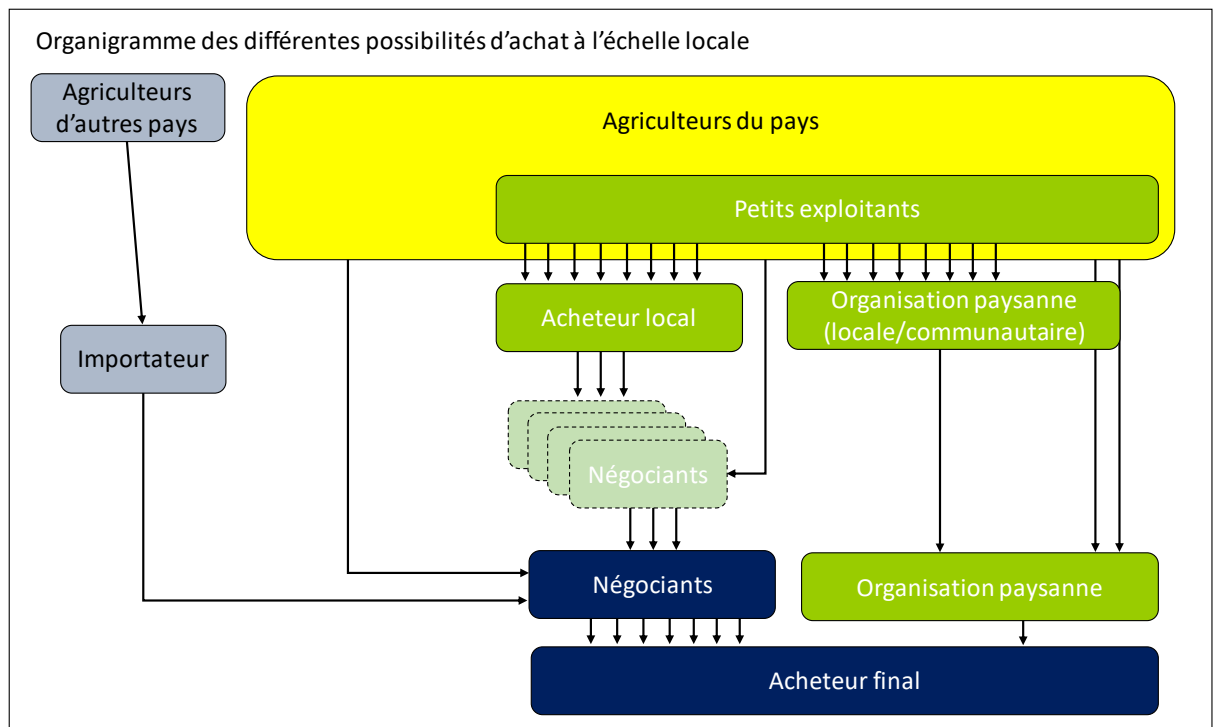 Organigramme des différentes possibilités d’achat à l’échelle locale
Agriculteurs
d’autres pays
Agriculteurs du pays
Petits exploitants
Acheteur local
Organisation paysanne
(locale/communautaire)
Importateur
Négociants
Négociants
Organisation paysanne
Acheteur final